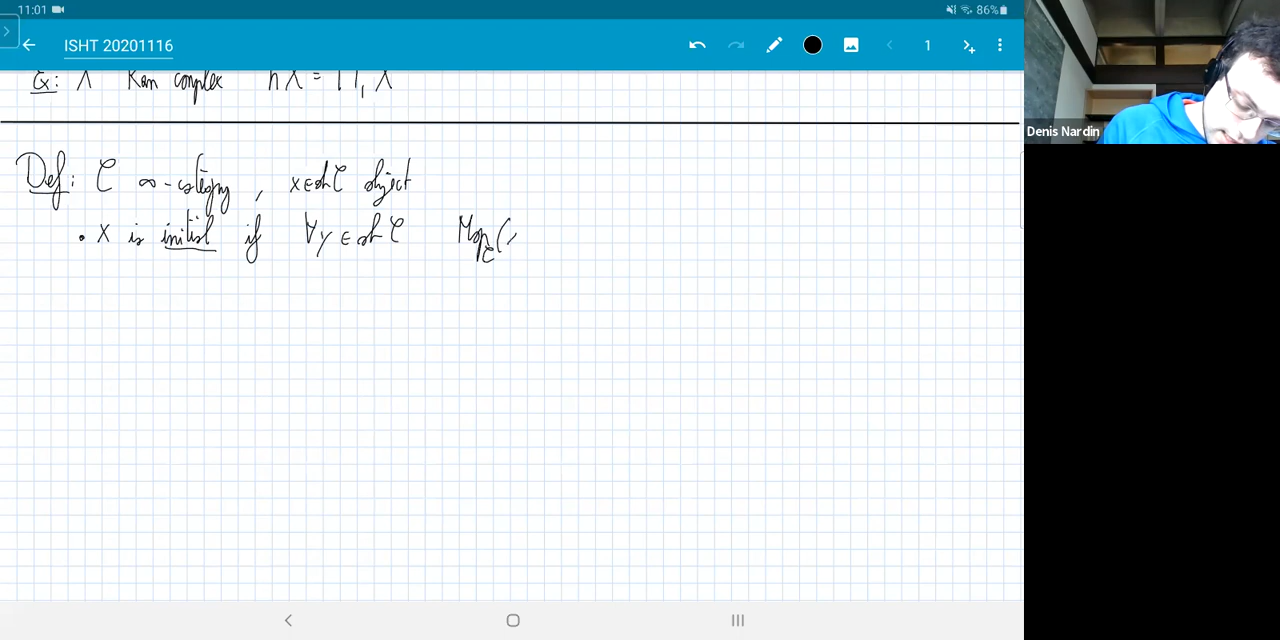 11:01 86%
ISHT 20201116 1
Ex: X Kan complex hX = Π₁ X
Denis Nardin
Def: C ∞-category, x∈ob C object
• X is initial if ∀y ∈ ob C Map_C(